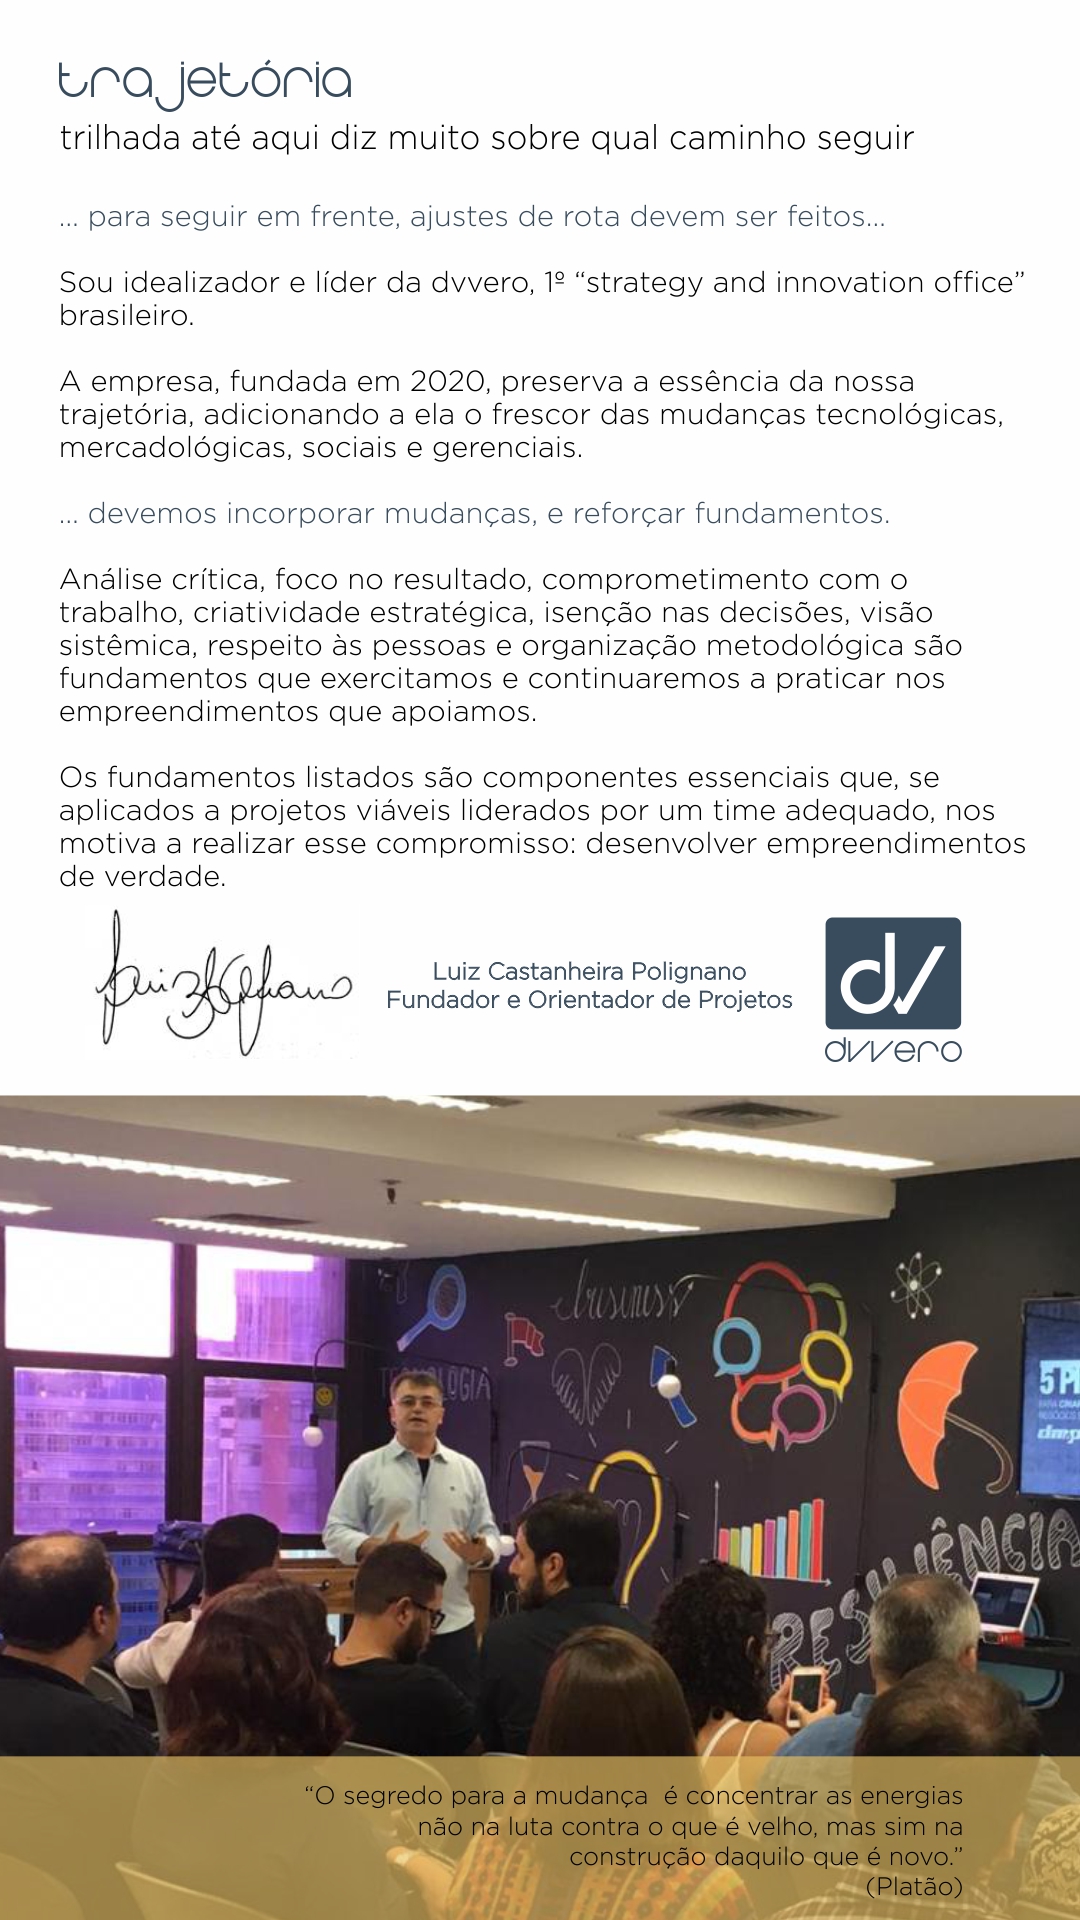 trajetória
trilhada até aqui diz muito sobre qual caminho seguir
... para seguir em frente, ajustes de rota devem ser feitos...
Sou idealizador e líder da dvvero, 1º “strategy and innovation office”
brasileiro.
A empresa, fundada em 2020, preserva a essência da nossa
trajetória, adicionando a ela o frescor das mudanças tecnológicas,
mercadológicas, sociais e gerenciais.
... devemos incorporar mudanças, e reforçar fundamentos.
Análise crítica, foco no resultado, comprometimento com o
trabalho, criatividade estratégica, isenção nas decisões, visão
sistêmica, respeito às pessoas e organização metodológica são
fundamentos que exercitamos e continuaremos a praticar nos
empreendimentos que apoiamos.
Os fundamentos listados são componentes essenciais que, se
aplicados a projetos viáveis liderados por um time adequado, nos
motiva a realizar esse compromisso: desenvolver empreendimentos
de verdade.
Luiz Castanheira Polignano
Fundador e Orientador de Projetos
dv
dvvero
business
5 P
RESILIÊNCIA
“O segredo para a mudança é concentrar as energias
não na luta contra o que é velho, mas sim na
construção daquilo que é novo.”
(Platão)